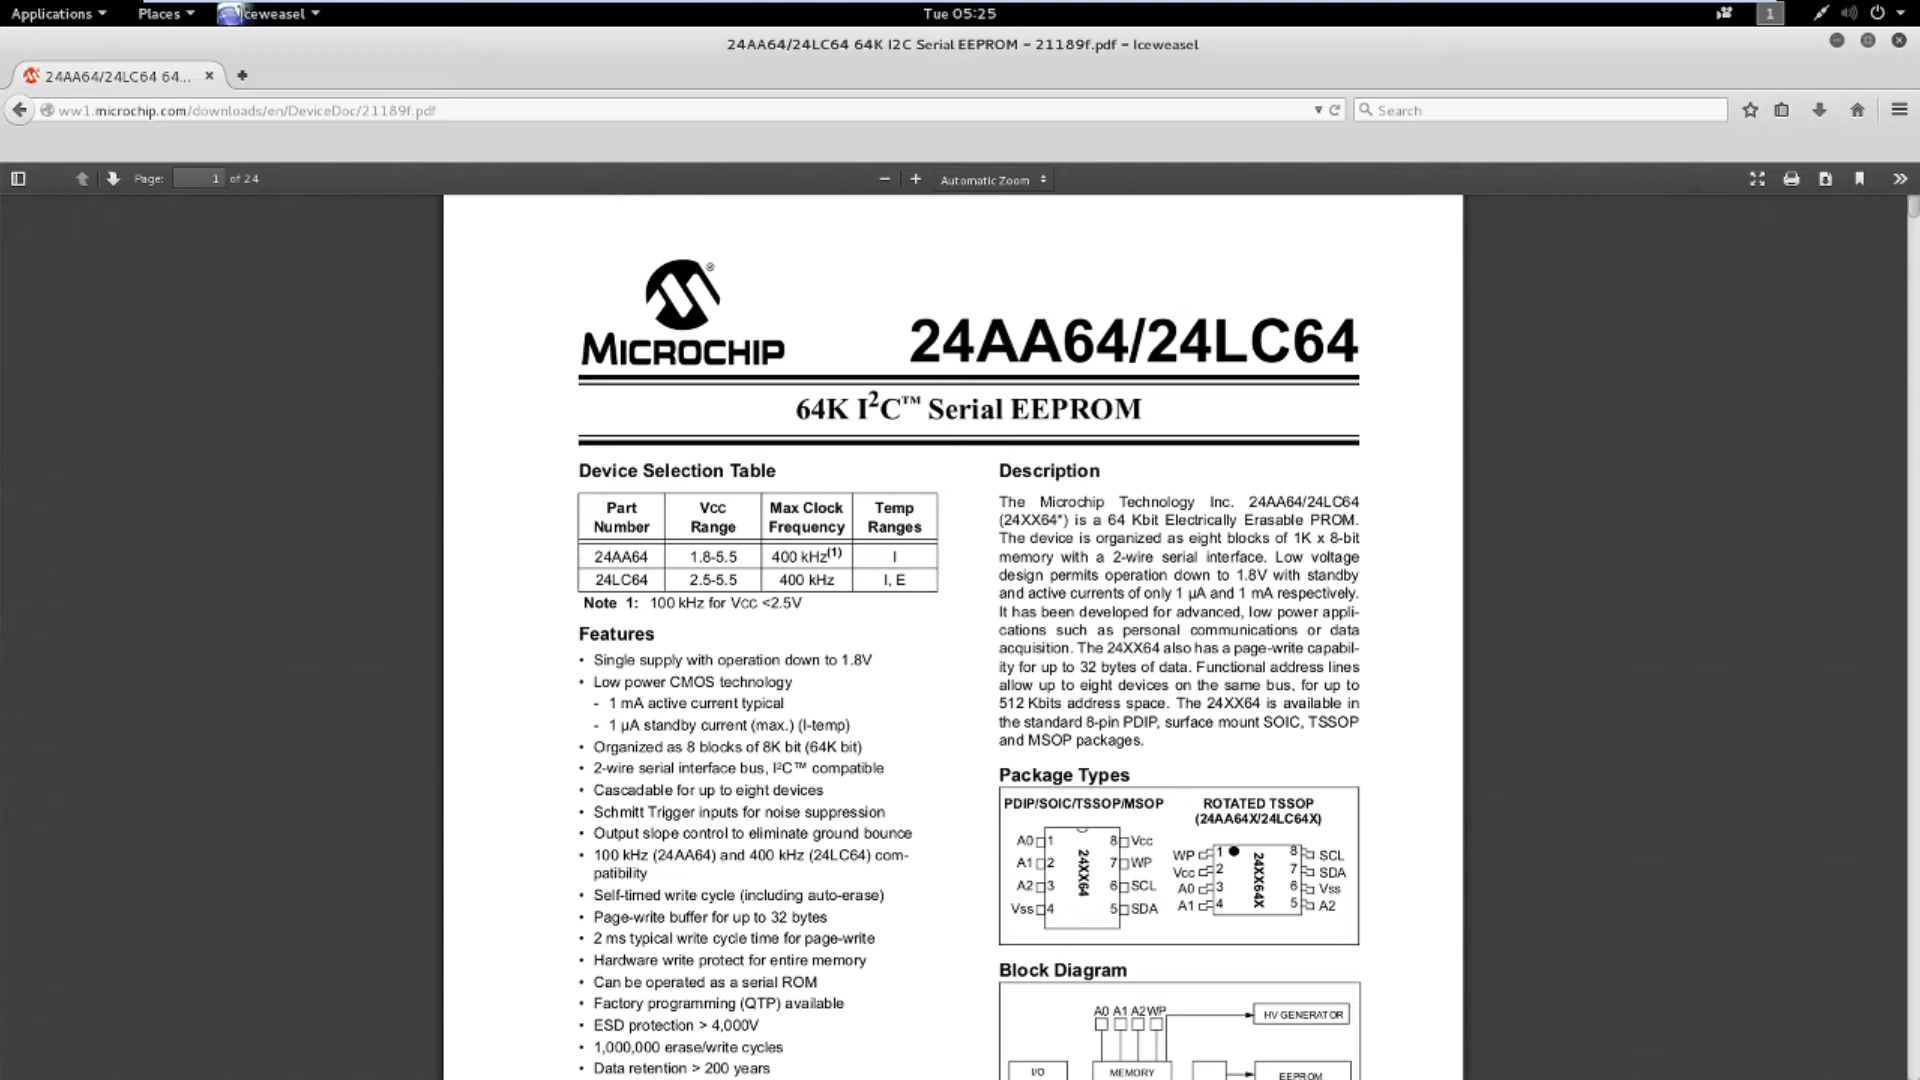 Applications Places Iceweasel Tue 05:25 1
24AA64/24LC64 64K I2C Serial EEPROM – 21189f.pdf – Iceweasel
24AA64/24LC64 64...
ww1.microchip.com/downloads/en/DeviceDoc/21189f.pdf Search
Page: 1 of 24 Automatic Zoom
MICROCHIP
24AA64/24LC64
64K I²C™ Serial EEPROM
Device Selection Table
Part Number Vcc Range Max Clock Frequency Temp Ranges
24AA64 1.8-5.5 400 kHz(1) I
24LC64 2.5-5.5 400 kHz I, E
Note 1: 100 kHz for VCC <2.5V
Features
• Single supply with operation down to 1.8V
• Low power CMOS technology
- 1 mA active current typical
- 1 µA standby current (max.) (I-temp)
• Organized as 8 blocks of 8K bit (64K bit)
• 2-wire serial interface bus, I²C™ compatible
• Cascadable for up to eight devices
• Schmitt Trigger inputs for noise suppression
• Output slope control to eliminate ground bounce
• 100 kHz (24AA64) and 400 kHz (24LC64) com-
patibility
• Self-timed write cycle (including auto-erase)
• Page-write buffer for up to 32 bytes
• 2 ms typical write cycle time for page-write
• Hardware write protect for entire memory
• Can be operated as a serial ROM
• Factory programming (QTP) available
• ESD protection > 4,000V
• 1,000,000 erase/write cycles
• Data retention > 200 years
Description
The Microchip Technology Inc. 24AA64/24LC64
(24XX64*) is a 64 Kbit Electrically Erasable PROM.
The device is organized as eight blocks of 1K x 8-bit
memory with a 2-wire serial interface. Low voltage
design permits operation down to 1.8V with standby
and active currents of only 1 µA and 1 mA respectively.
It has been developed for advanced, low power appli-
cations such as personal communications or data
acquisition. The 24XX64 also has a page-write capabil-
ity for up to 32 bytes of data. Functional address lines
allow up to eight devices on the same bus, for up to
512 Kbits address space. The 24XX64 is available in
the standard 8-pin PDIP, surface mount SOIC, TSSOP
and MSOP packages.
Package Types
PDIP/SOIC/TSSOP/MSOP
A0 1 8 Vcc
A1 2 7 WP
A2 3 6 SCL
Vss 4 5 SDA
24XX64
ROTATED TSSOP
(24AA64X/24LC64X)
WP 1 8 SCL
Vcc 2 7 SDA
A0 3 6 Vss
A1 4 5 A2
24XX64X
Block Diagram
A0 A1 A2 WP
HV GENERATOR
I/O MEMORY EEPROM